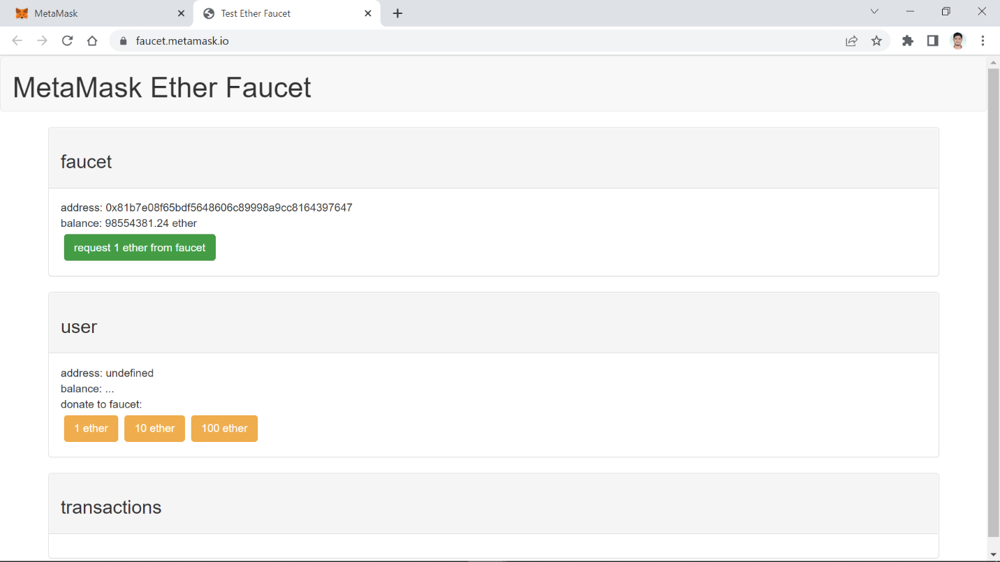 MetaMask
Test Ether Faucet
faucet.metamask.io
MetaMask Ether Faucet
faucet
address: 0x81b7e08f65bdf5648606c89998a9cc8164397647
balance: 98554381.24 ether
request 1 ether from faucet
user
address: undefined
balance: ...
donate to faucet:
1 ether 10 ether 100 ether
transactions